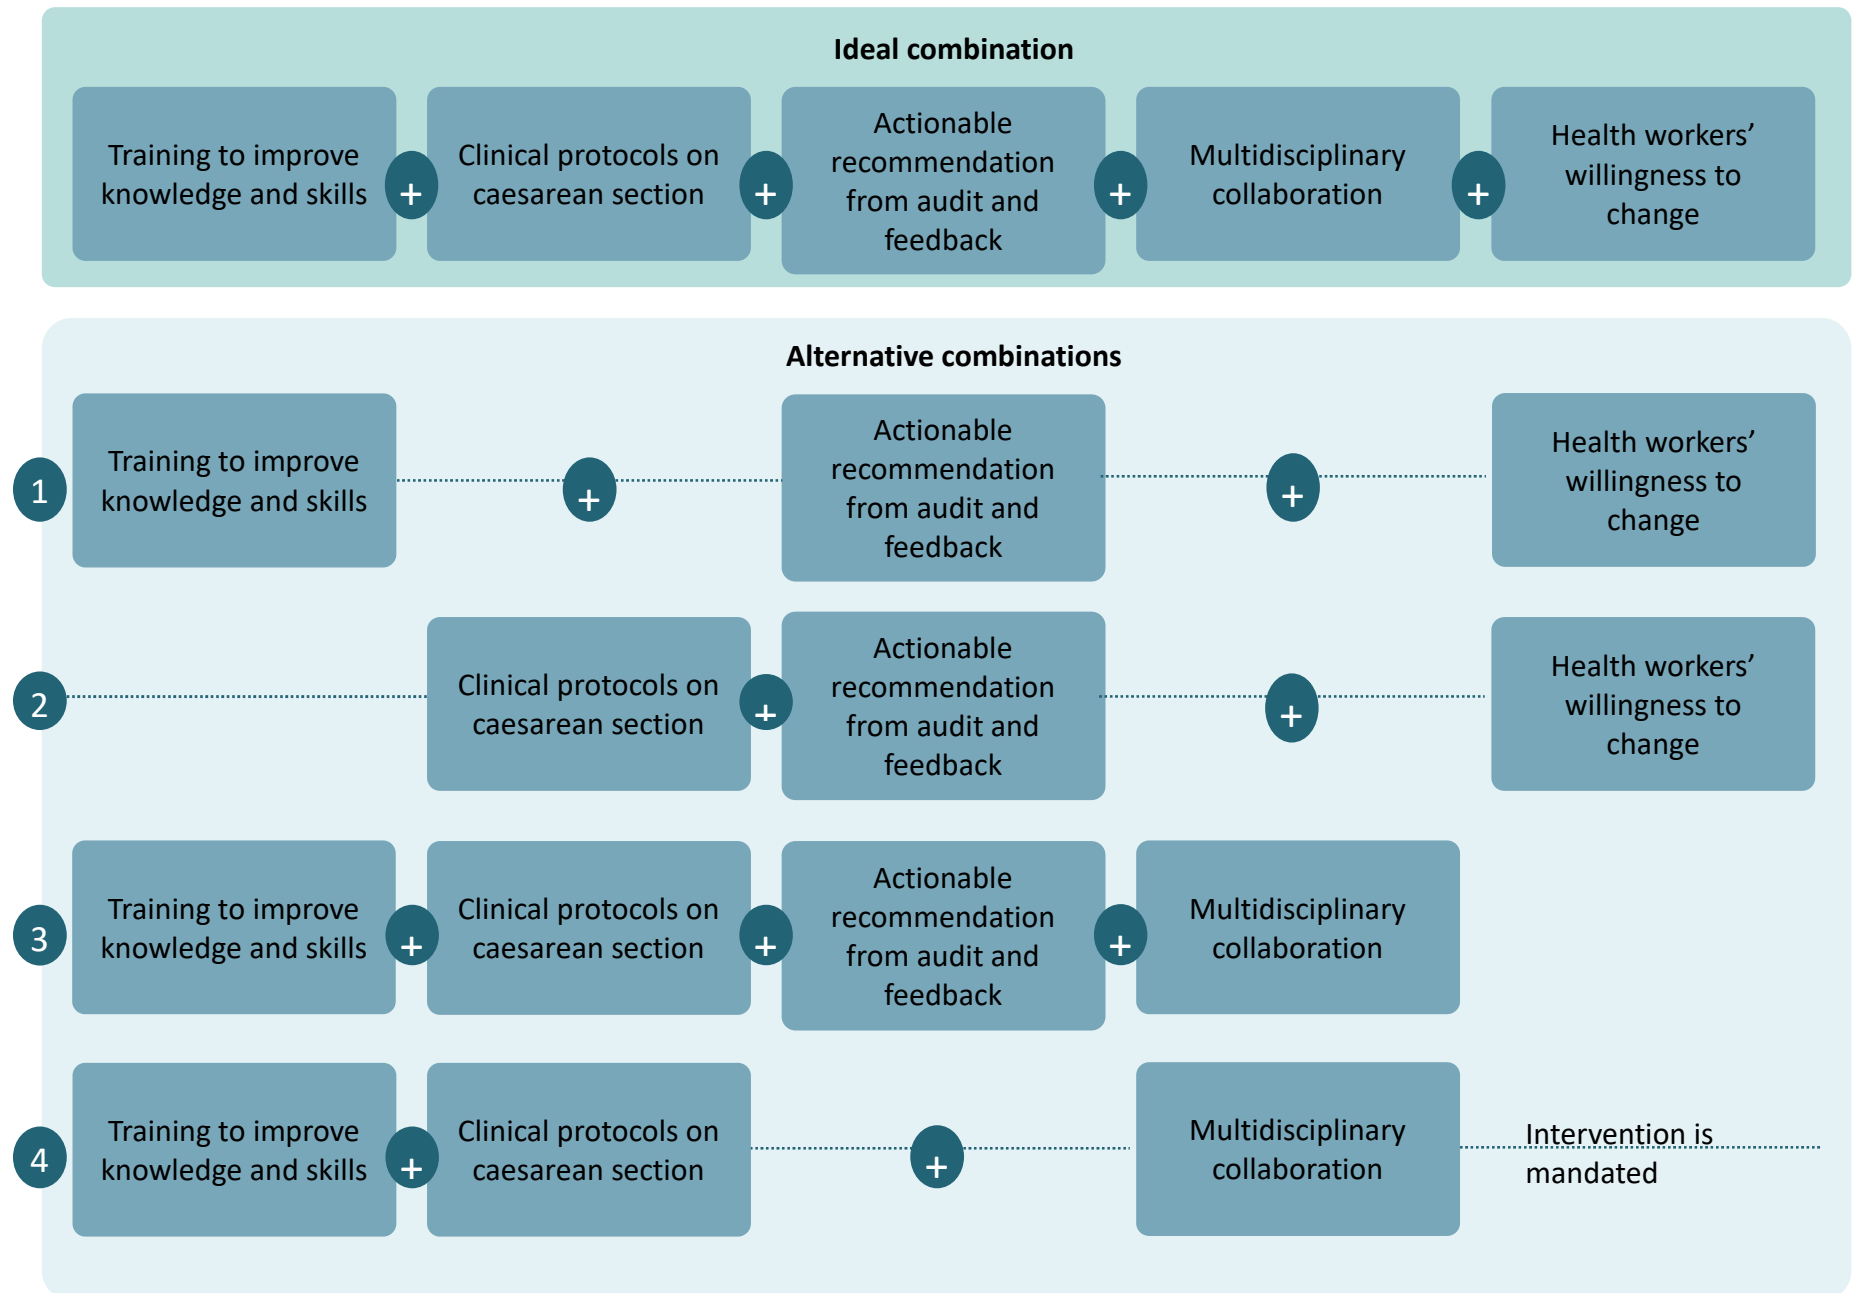 Ideal combination
Training to improve
knowledge and skills
+
Clinical protocols on
caesarean section
+
Actionable
recommendation
from audit and
feedback
+
Multidisciplinary
collaboration
+
Health workers’
willingness to
change
Alternative combinations
1
Training to improve
knowledge and skills
+
Actionable
recommendation
from audit and
feedback
+
Health workers’
willingness to
change
2
Clinical protocols on
caesarean section
+
Actionable
recommendation
from audit and
feedback
+
Health workers’
willingness to
change
3
Training to improve
knowledge and skills
+
Clinical protocols on
caesarean section
+
Actionable
recommendation
from audit and
feedback
+
Multidisciplinary
collaboration
4
Training to improve
knowledge and skills
+
Clinical protocols on
caesarean section
+
Multidisciplinary
collaboration
Intervention is
mandated